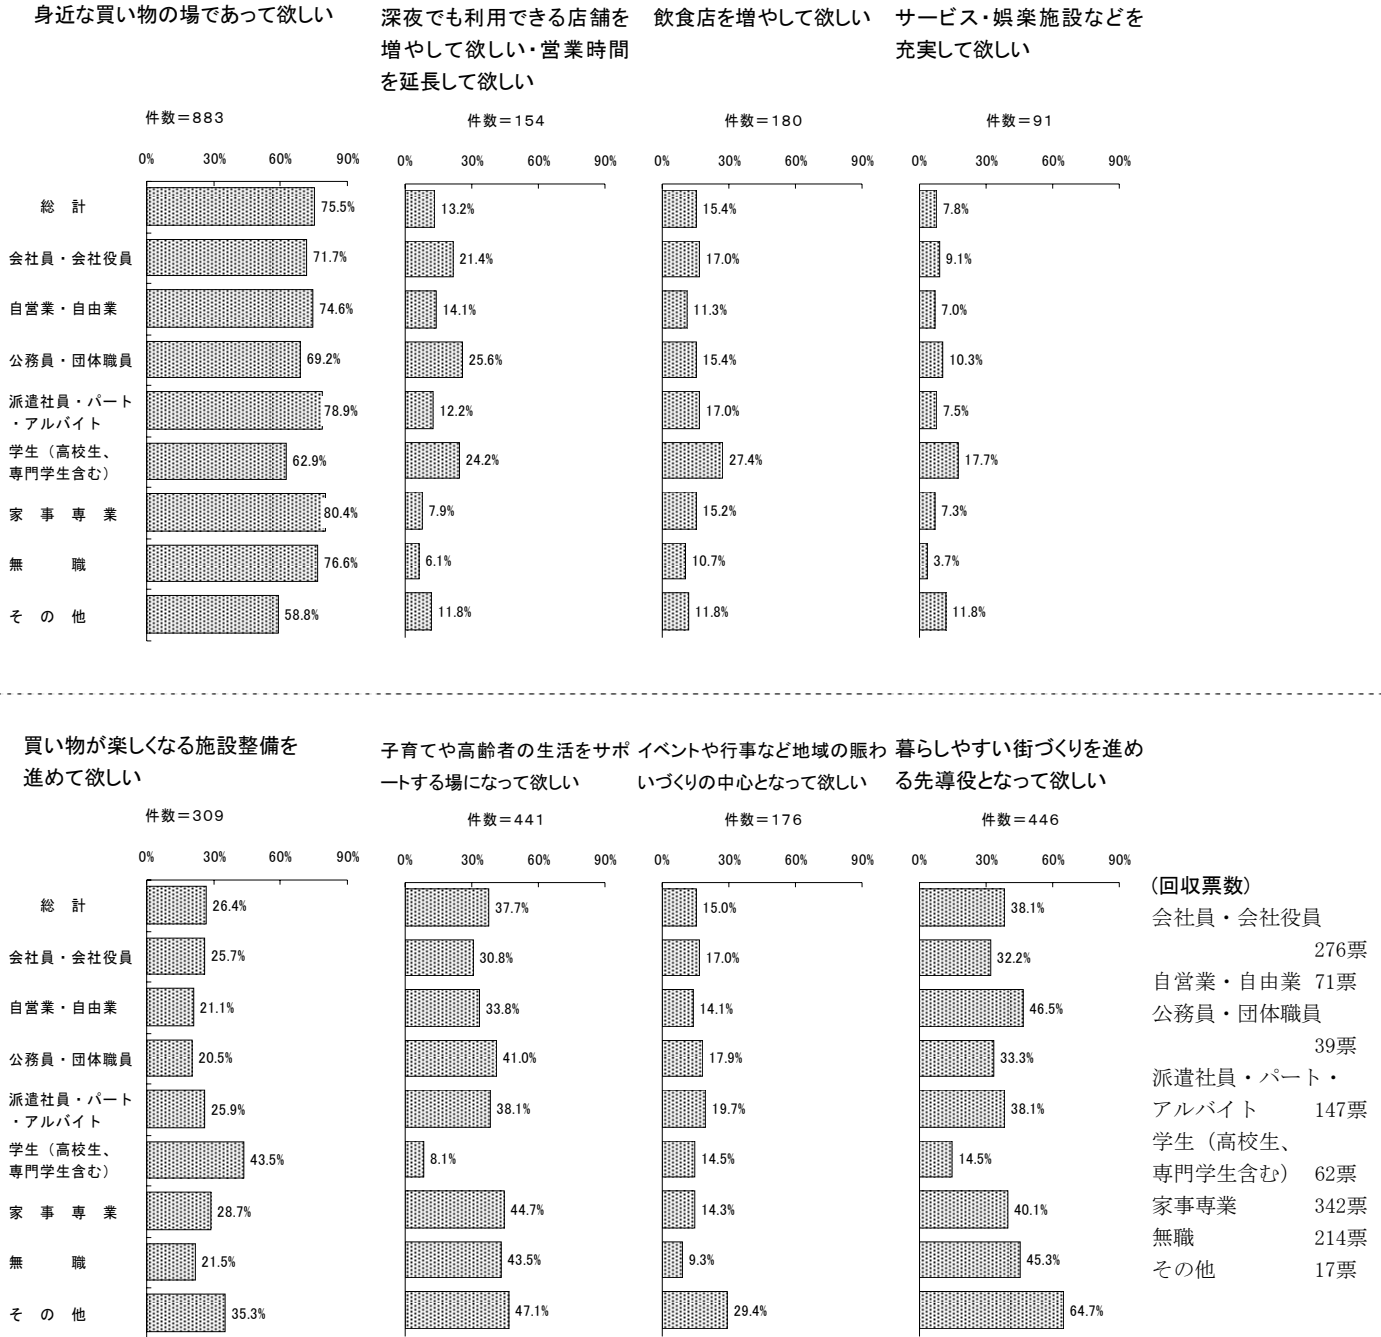 身近な買い物の場であって欲しい
深夜でも利用できる店舗を
増やして欲しい・営業時間
を延長して欲しい
飲食店を増やして欲しい
サービス・娯楽施設などを
充実して欲しい
件数＝883
件数＝154
件数＝180
件数＝91
0% 30% 60% 90%
0% 30% 60% 90%
0% 30% 60% 90%
0% 30% 60% 90%
総 計 75.5% 13.2% 15.4% 7.8%
会社員・会社役員 71.7% 21.4% 17.0% 9.1%
自営業・自由業 74.6% 14.1% 11.3% 7.0%
公務員・団体職員 69.2% 25.6% 15.4% 10.3%
派遣社員・パート
・アルバイト 78.9% 12.2% 17.0% 7.5%
学生（高校生、
専門学生含む） 62.9% 24.2% 27.4% 17.7%
家 事 専 業 80.4% 7.9% 15.2% 7.3%
無 職 76.6% 6.1% 10.7% 3.7%
そ の 他 58.8% 11.8% 11.8% 11.8%
買い物が楽しくなる施設整備を
進めて欲しい
子育てや高齢者の生活をサポ
ートする場になって欲しい
イベントや行事など地域の賑わ
いづくりの中心となって欲しい
暮らしやすい街づくりを進め
る先導役となって欲しい
件数＝309
件数＝441
件数＝176
件数＝446
0% 30% 60% 90%
0% 30% 60% 90%
0% 30% 60% 90%
0% 30% 60% 90%
総 計 26.4% 37.7% 15.0% 38.1%
会社員・会社役員 25.7% 30.8% 17.0% 32.2%
自営業・自由業 21.1% 33.8% 14.1% 46.5%
公務員・団体職員 20.5% 41.0% 17.9% 33.3%
派遣社員・パート
・アルバイト 25.9% 38.1% 19.7% 38.1%
学生（高校生、
専門学生含む） 43.5% 8.1% 14.5% 14.5%
家 事 専 業 28.7% 44.7% 14.3% 40.1%
無 職 21.5% 43.5% 9.3% 45.3%
そ の 他 35.3% 47.1% 29.4% 64.7%
(回収票数)
会社員・会社役員
276票
自営業・自由業 71票
公務員・団体職員
39票
派遣社員・パート・
アルバイト 147票
学生（高校生、
専門学生含む） 62票
家事専業 342票
無職 214票
その他 17票